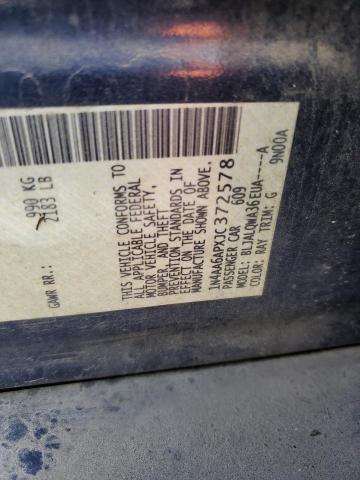 990 KG
2183 LB
GAWR RR.:
THIS VEHICLE CONFORMS TO
ALL APPLICABLE FEDERAL
MOTOR VEHICLE SAFETY,
BUMPER, AND THEFT
PREVENTION STANDARDS IN
EFFECT ON THE DATE OF
MANUFACTURE SHOWN ABOVE.
1N4AA6APXJC372578
PASSENGER CAR 609
MODEL: BLJALQWA36EUA-----A
COLOR: RAY TRIM: G 9N00A